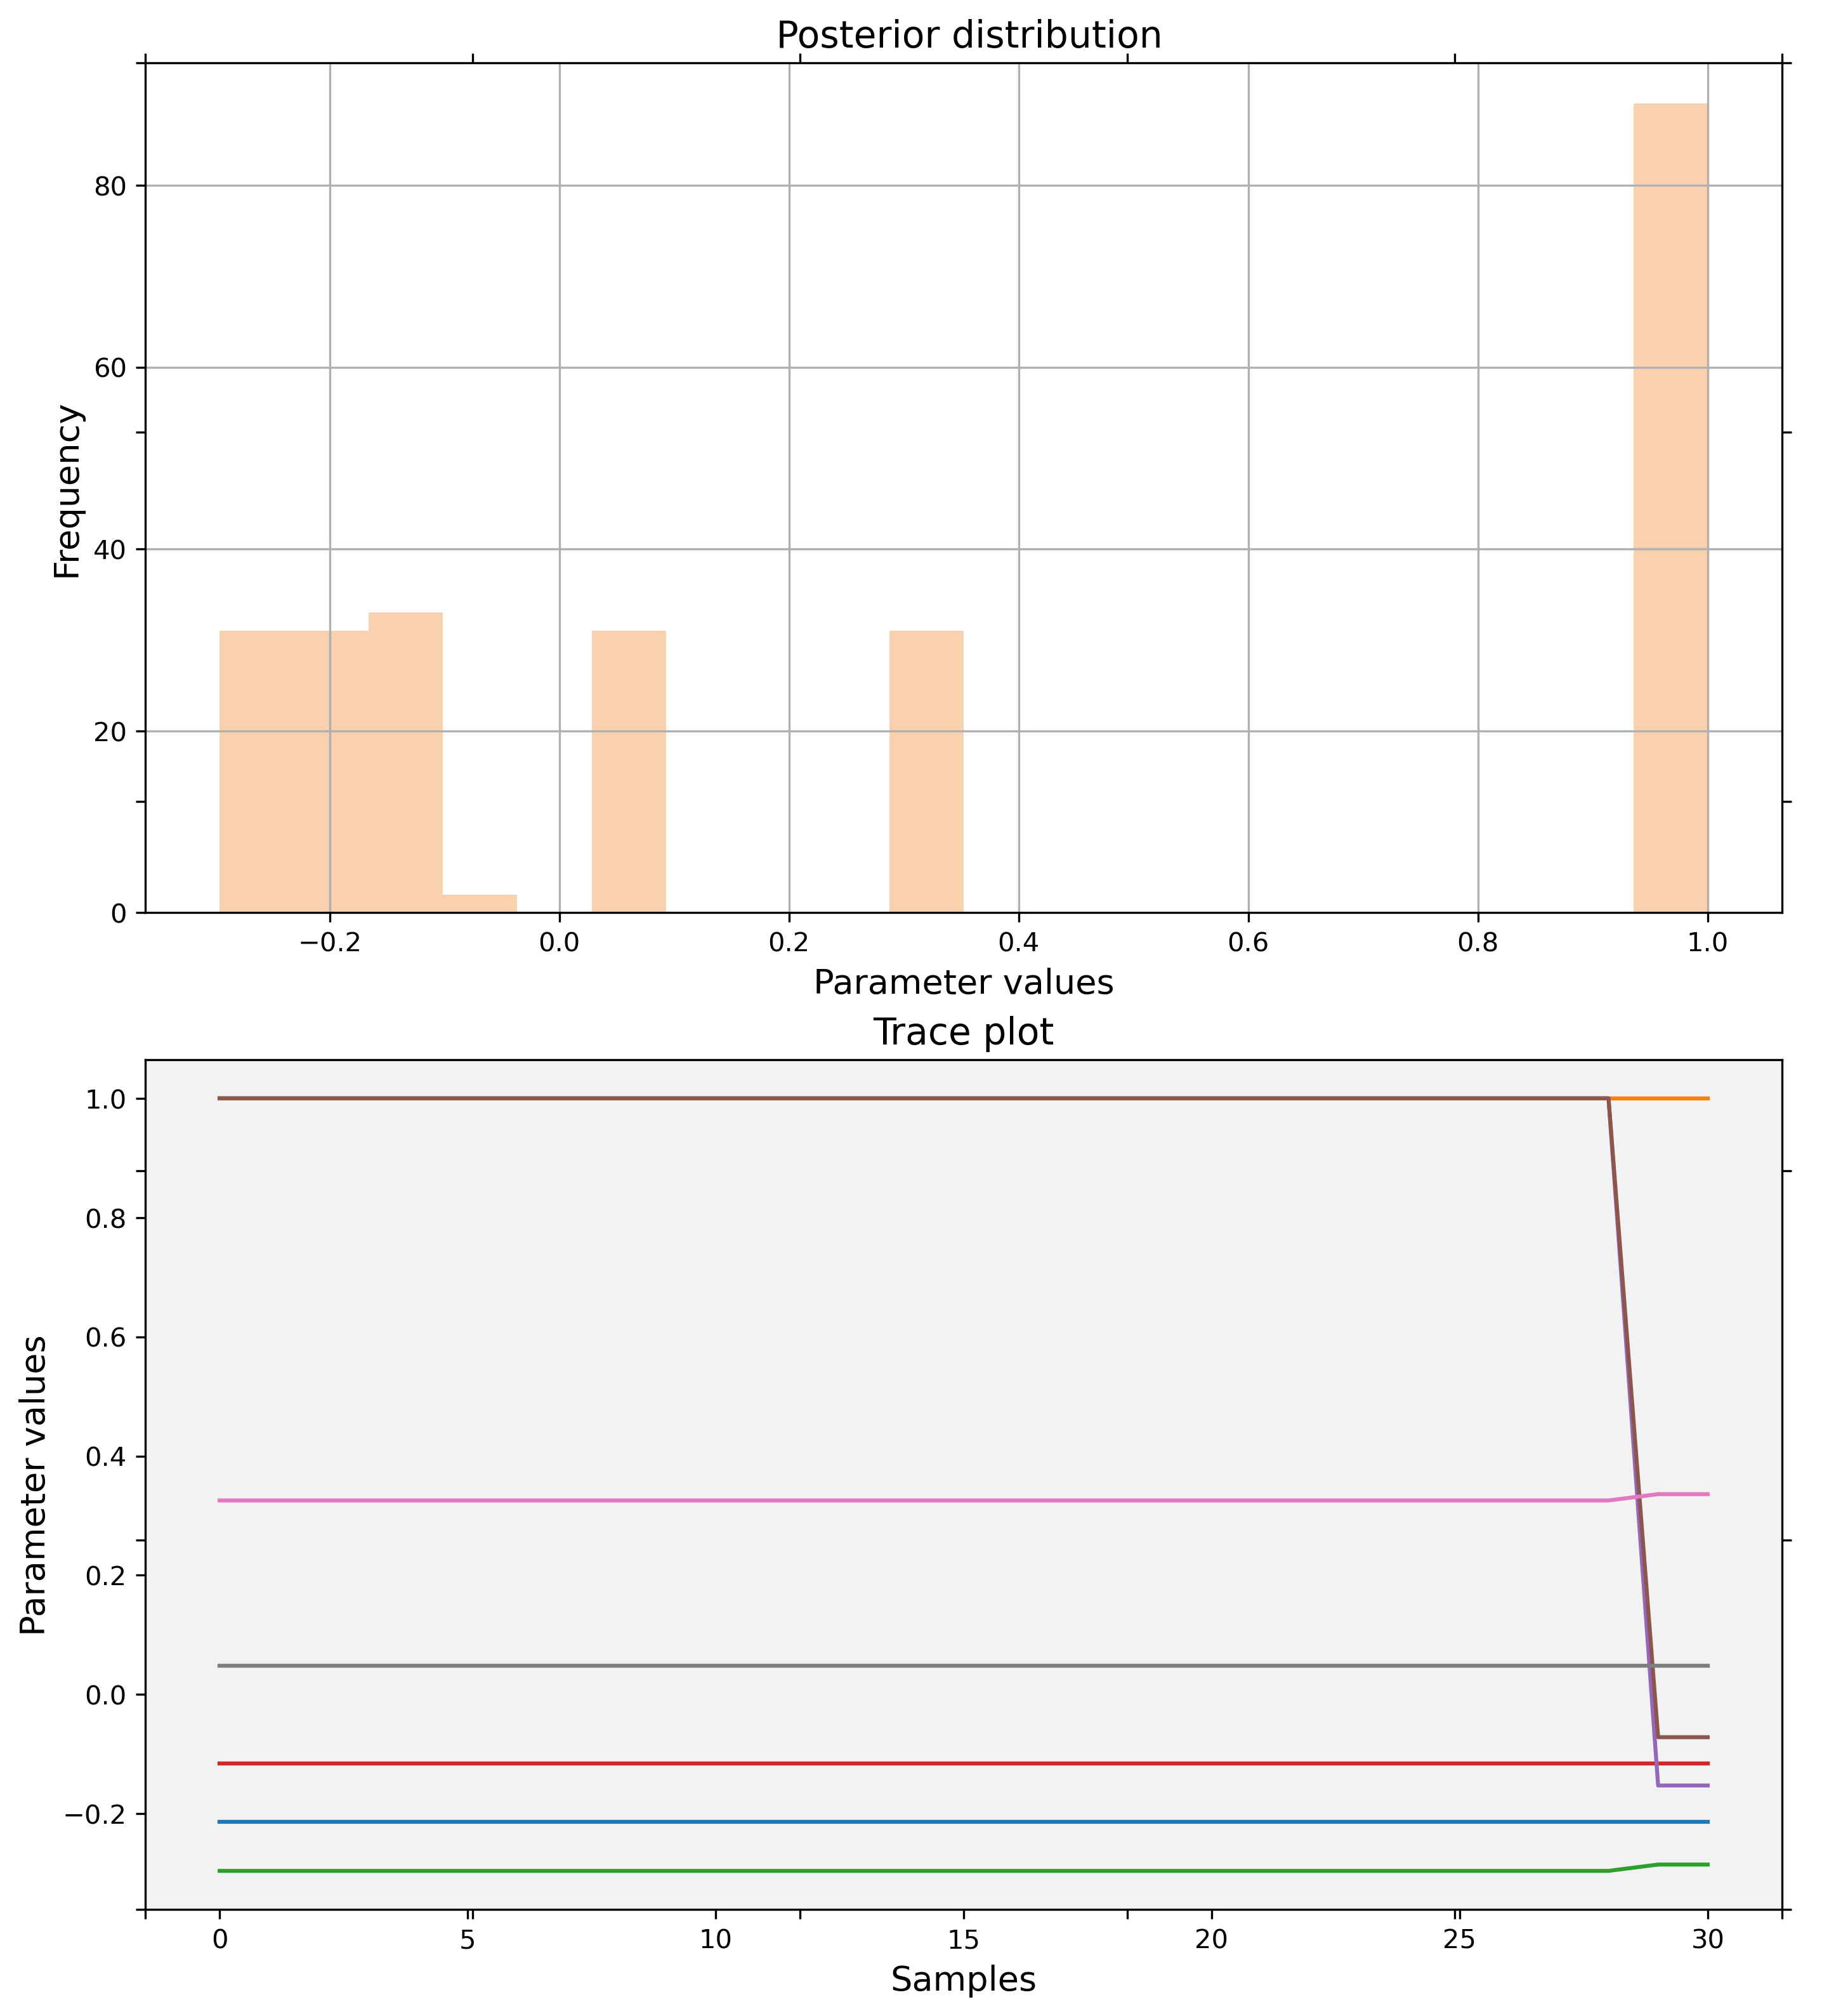 Posterior distribution
Frequency
80
60
40
20
0
−0.2 0.0 0.2 0.4 0.6 0.8 1.0
Parameter values
Trace plot
Parameter values
1.0
0.8
0.6
0.4
0.2
0.0
−0.2
0 5 10 15 20 25 30
Samples